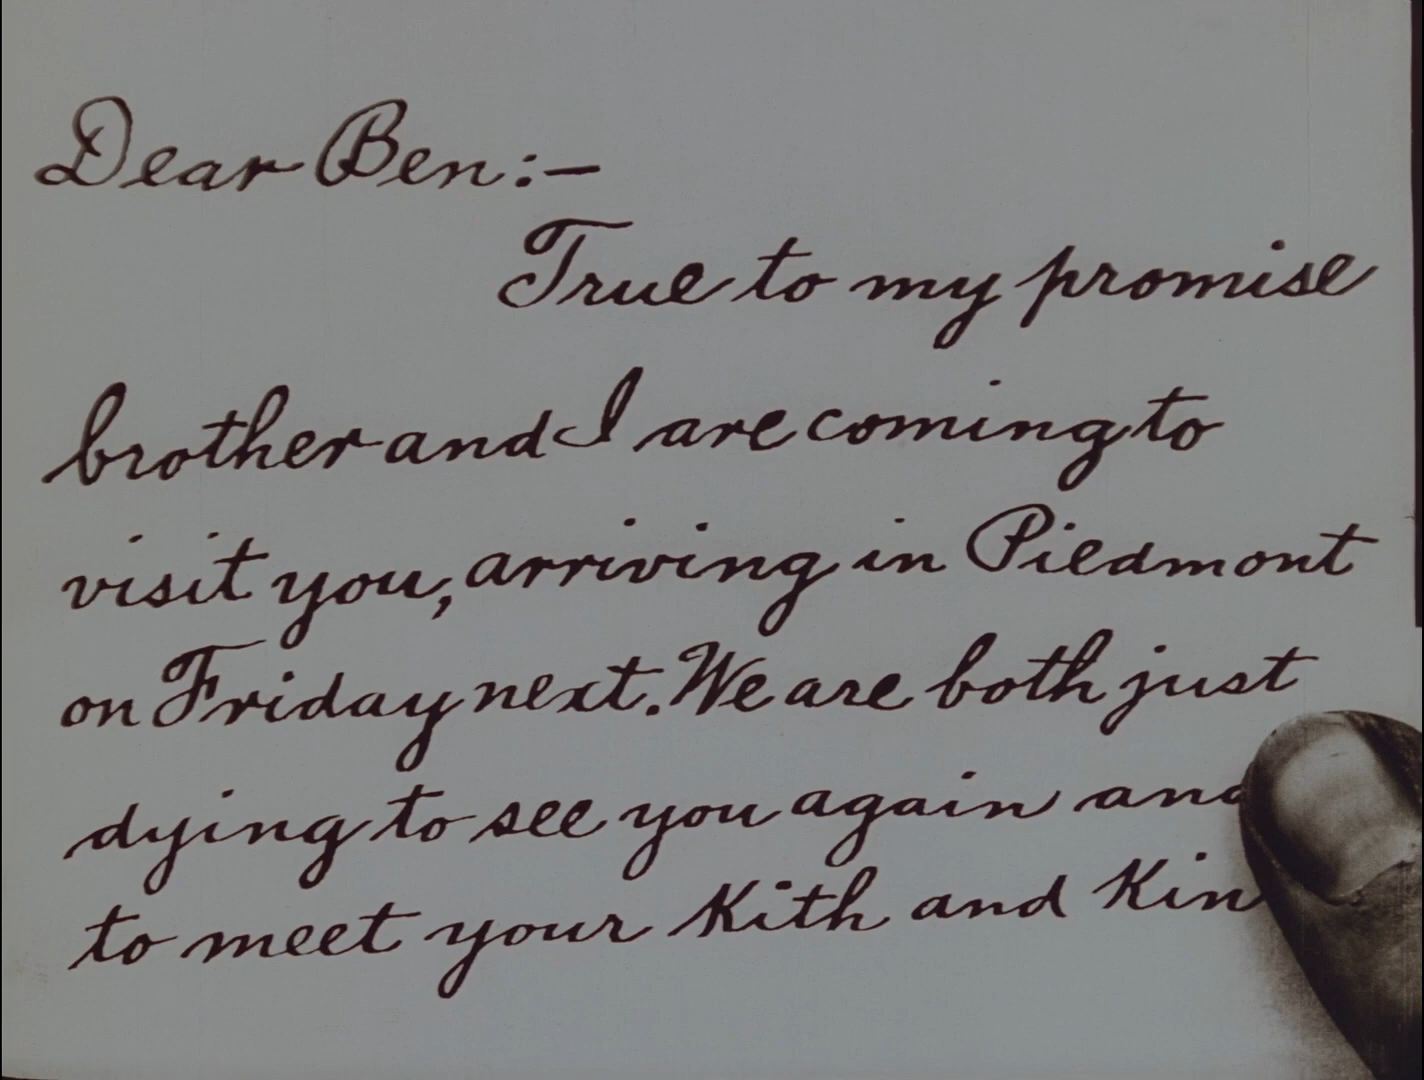 Dear Ben:—
True to my promise
brother and I are coming to
visit you, arriving in Piedmont
on Friday next. We are both just
dying to see you again and
to meet your Kith and Kin